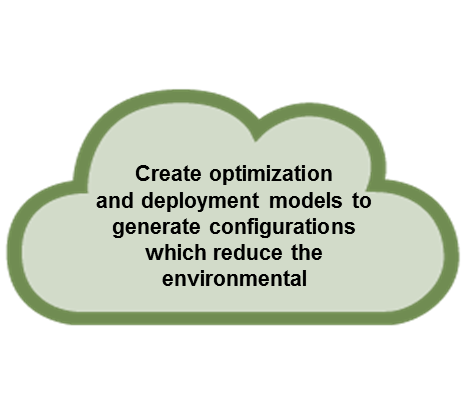 Create optimization
and deployment models to
generate configurations
which reduce the
environmental